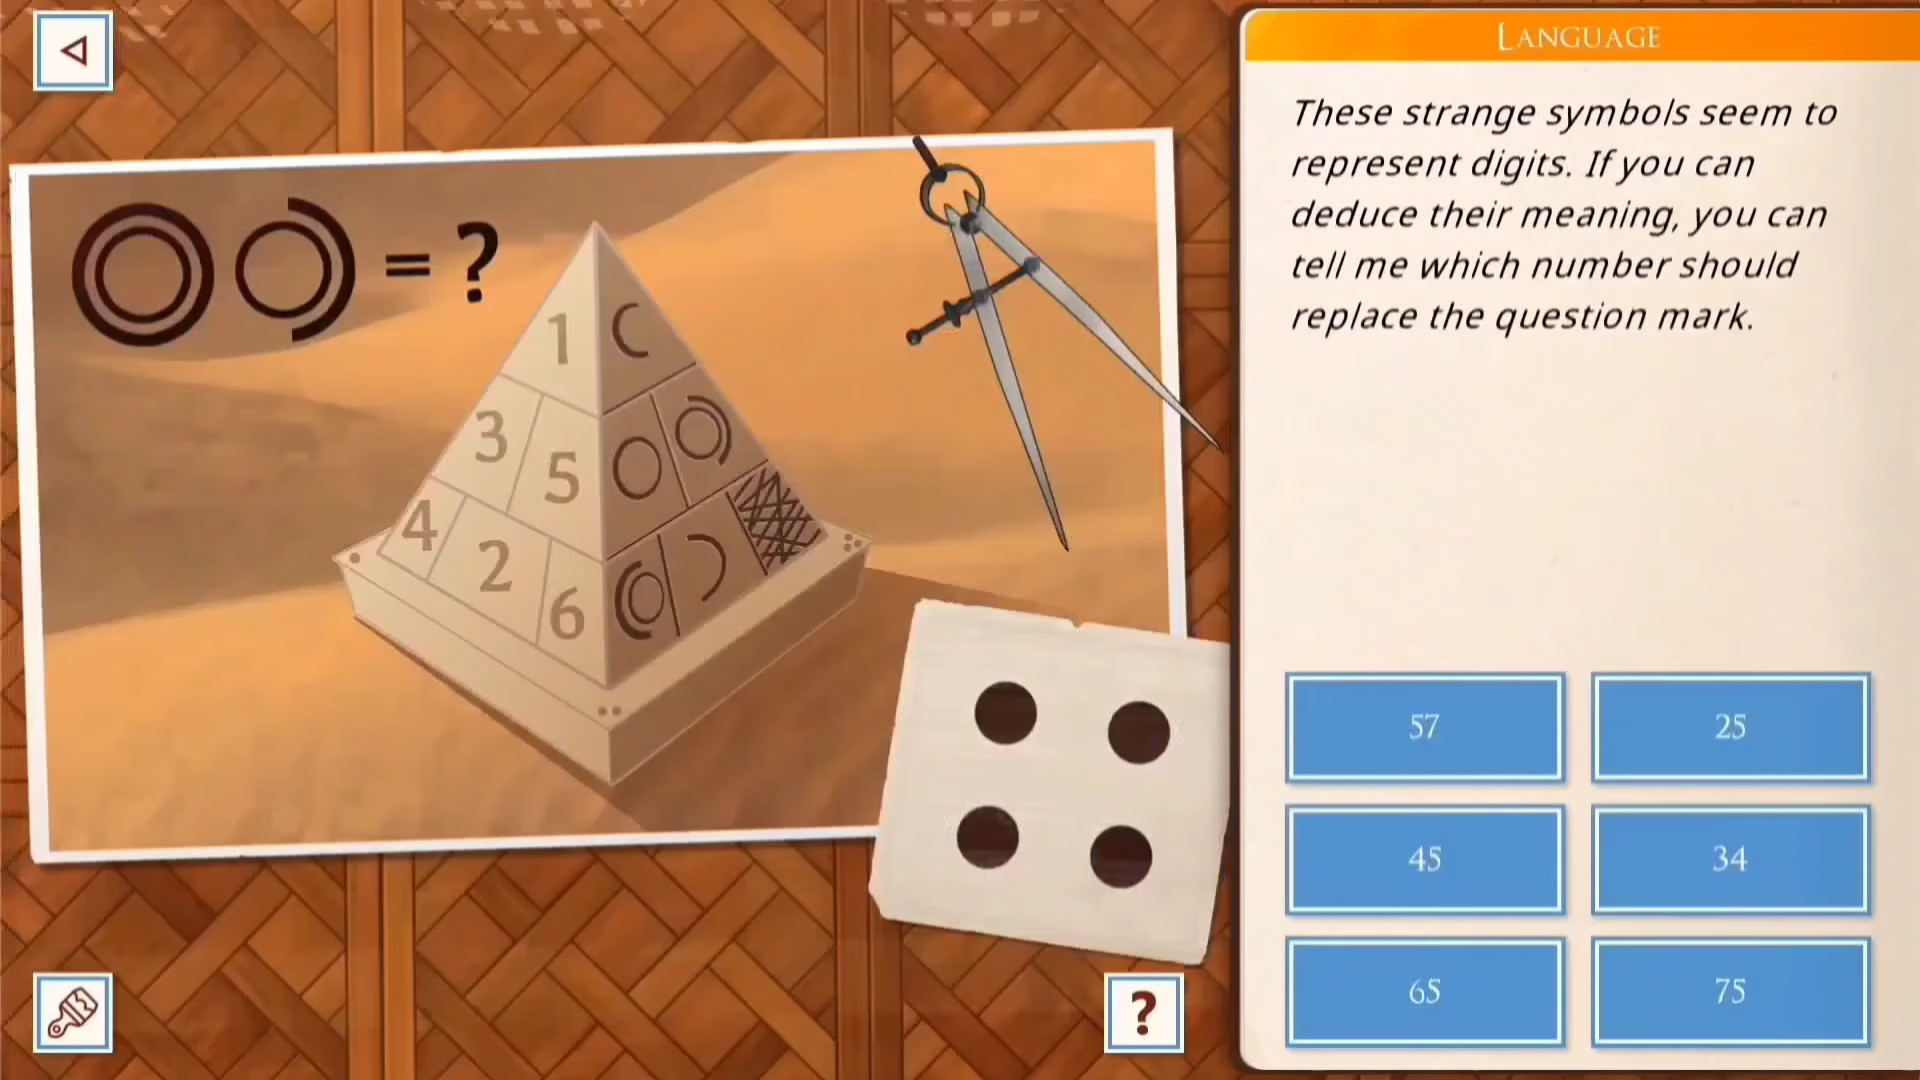 = ?
1
3 5
4 2 6
LANGUAGE
These strange symbols seem to
represent digits. If you can
deduce their meaning, you can
tell me which number should
replace the question mark.
57 25
45 34
65 75
?